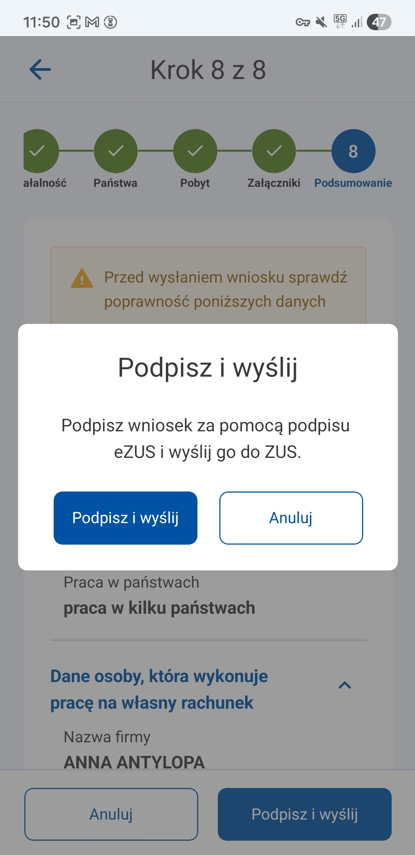 11:50
5G
47
Krok 8 z 8
8
ałalność
Państwa
Pobyt
Załączniki
Podsumowanie
Przed wysłaniem wniosku sprawdź
poprawność poniższych danych
Podpisz i wyślij
Podpisz wniosek za pomocą podpisu
eZUS i wyślij go do ZUS.
Podpisz i wyślij
Anuluj
Praca w państwach
praca w kilku państwach
Dane osoby, która wykonuje
pracę na własny rachunek
Nazwa firmy
ANNA ANTYLOPA
Anuluj
Podpisz i wyślij